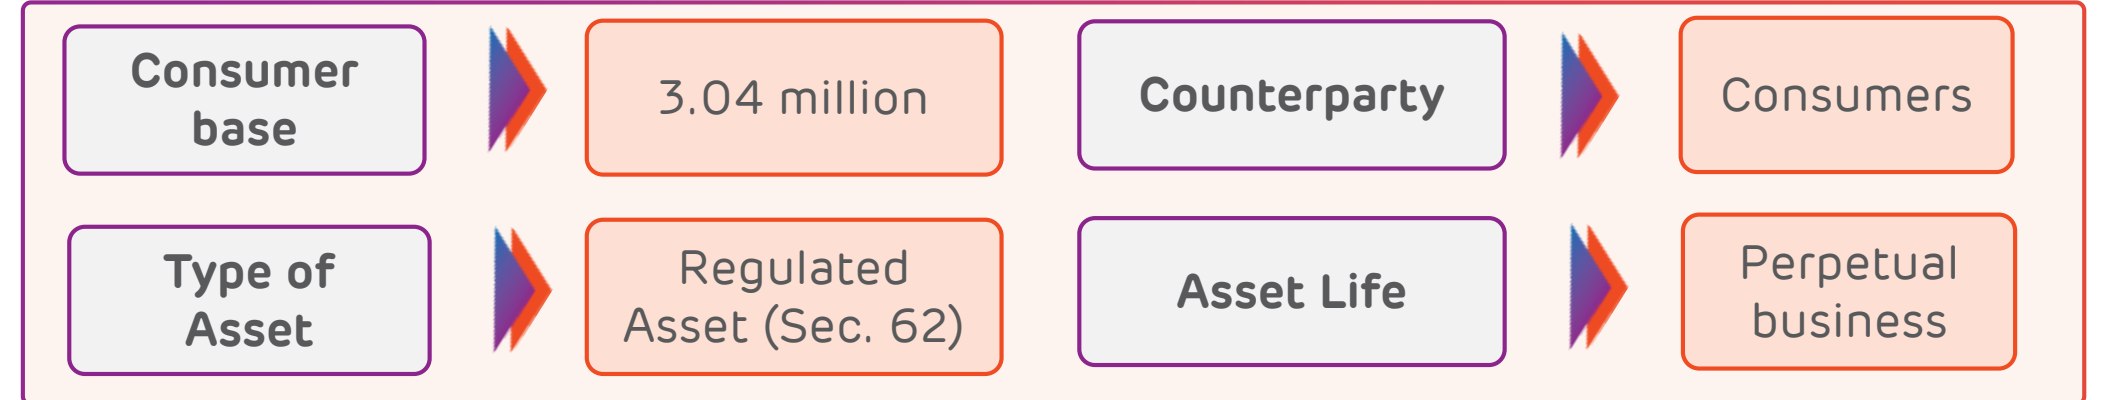 Consumer
base
3.04 million
Counterparty
Consumers
Type of
Asset
Regulated
Asset (Sec. 62)
Asset Life
Perpetual
business